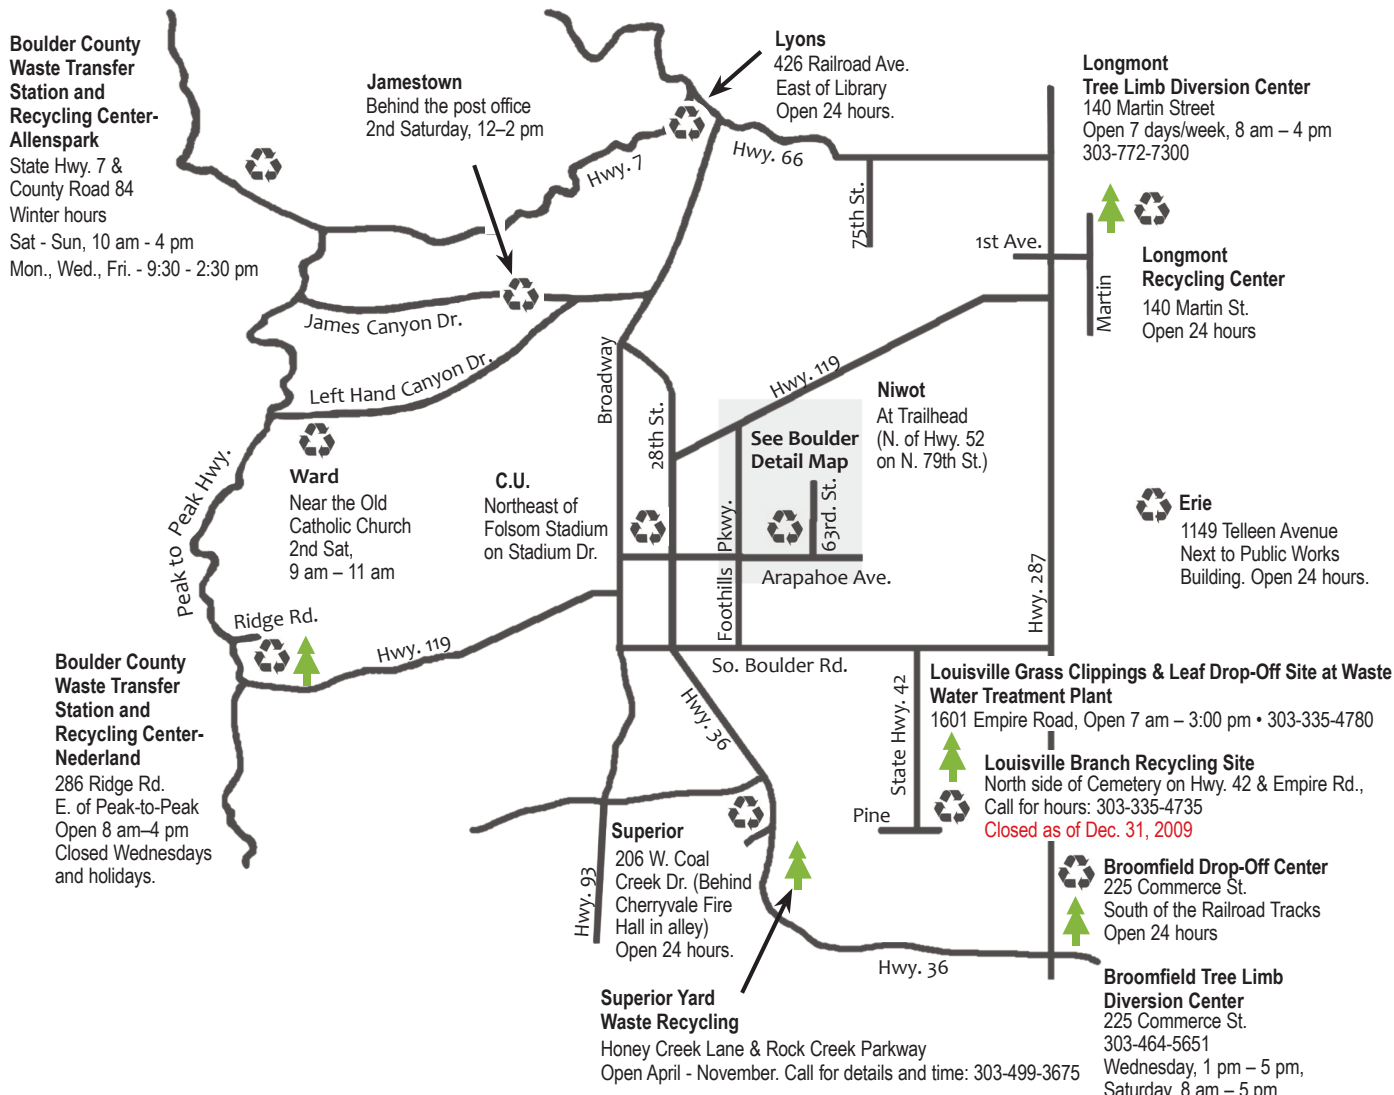 Boulder County
Waste Transfer
Station and
Recycling Center-
Allenspark
State Hwy. 7 &
County Road 84
Winter hours
Sat - Sun, 10 am - 4 pm
Mon., Wed., Fri. - 9:30 - 2:30 pm
Jamestown
Behind the post office
2nd Saturday, 12–2 pm
Lyons
426 Railroad Ave.
East of Library
Open 24 hours.
Longmont
Tree Limb Diversion Center
140 Martin Street
Open 7 days/week, 8 am – 4 pm
303-772-7300
Hwy. 7
Hwy. 66
75th St.
1st Ave.
Martin
Longmont
Recycling Center
140 Martin St.
Open 24 hours
James Canyon Dr.
Left Hand Canyon Dr.
Broadway
28th St.
Hwy. 119
Niwot
At Trailhead
(N. of Hwy. 52
on N. 79th St.)
See Boulder
Detail Map
63rd. St.
Foothills Pkwy.
Arapahoe Ave.
C.U.
Northeast of
Folsom Stadium
on Stadium Dr.
Ward
Near the Old
Catholic Church
2nd Sat,
9 am – 11 am
Peak to Peak Hwy.
Hwy. 287
Erie
1149 Telleen Avenue
Next to Public Works
Building. Open 24 hours.
Ridge Rd.
Hwy. 119
So. Boulder Rd.
Boulder County
Waste Transfer
Station and
Recycling Center-
Nederland
286 Ridge Rd.
E. of Peak-to-Peak
Open 8 am–4 pm
Closed Wednesdays
and holidays.
Hwy. 36
State Hwy. 42
Pine
Louisville Grass Clippings & Leaf Drop-Off Site at Waste
Water Treatment Plant
1601 Empire Road, Open 7 am – 3:00 pm • 303-335-4780
Louisville Branch Recycling Site
North side of Cemetery on Hwy. 42 & Empire Rd.,
Call for hours: 303-335-4735
Closed as of Dec. 31, 2009
Hwy. 93
Superior
206 W. Coal
Creek Dr. (Behind
Cherryvale Fire
Hall in alley)
Open 24 hours.
Broomfield Drop-Off Center
225 Commerce St.
South of the Railroad Tracks
Open 24 hours
Hwy. 36
Superior Yard
Waste Recycling
Honey Creek Lane & Rock Creek Parkway
Open April - November. Call for details and time: 303-499-3675
Broomfield Tree Limb
Diversion Center
225 Commerce St.
303-464-5651
Wednesday, 1 pm – 5 pm,
Saturday, 8 am – 5 pm